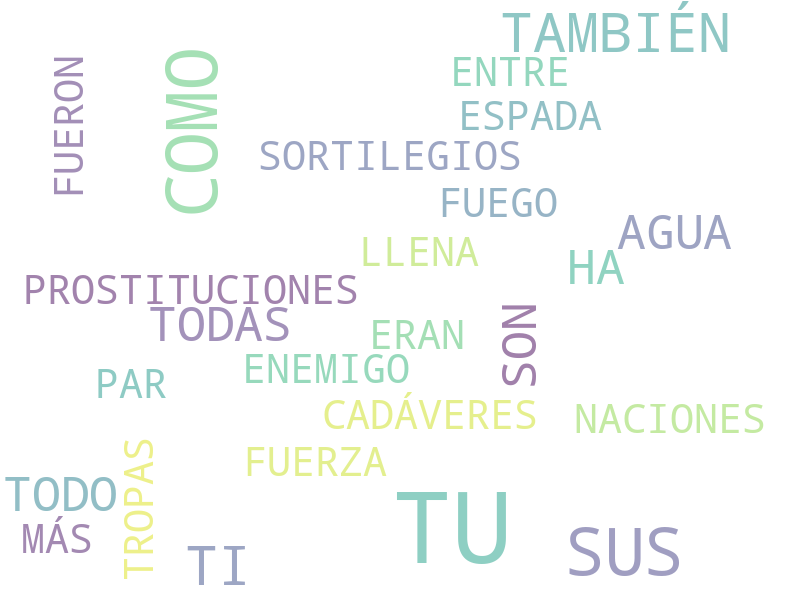 TAMBIÉN
ENTRE
FUERON
COMO
ESPADA
SORTILEGIOS
FUEGO
AGUA
LLENA
HA
PROSTITUCIONES
TODAS
ERAN
SON
ENEMIGO
PAR
CADÁVERES
NACIONES
FUERZA
TROPAS
TODO
TU
MÁS
SUS
TI